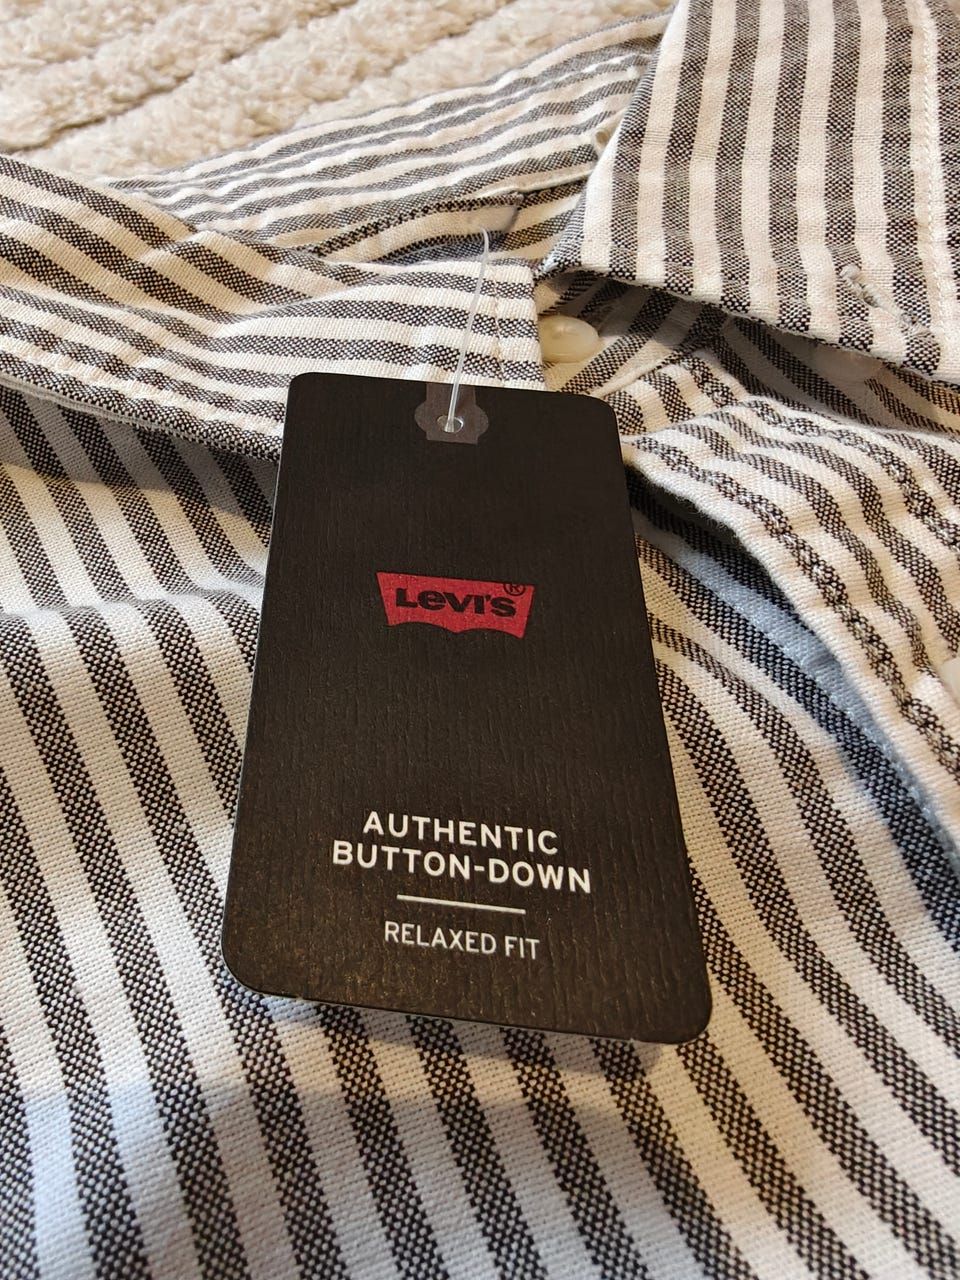 Levi's®
AUTHENTIC
BUTTON-DOWN
RELAXED FIT